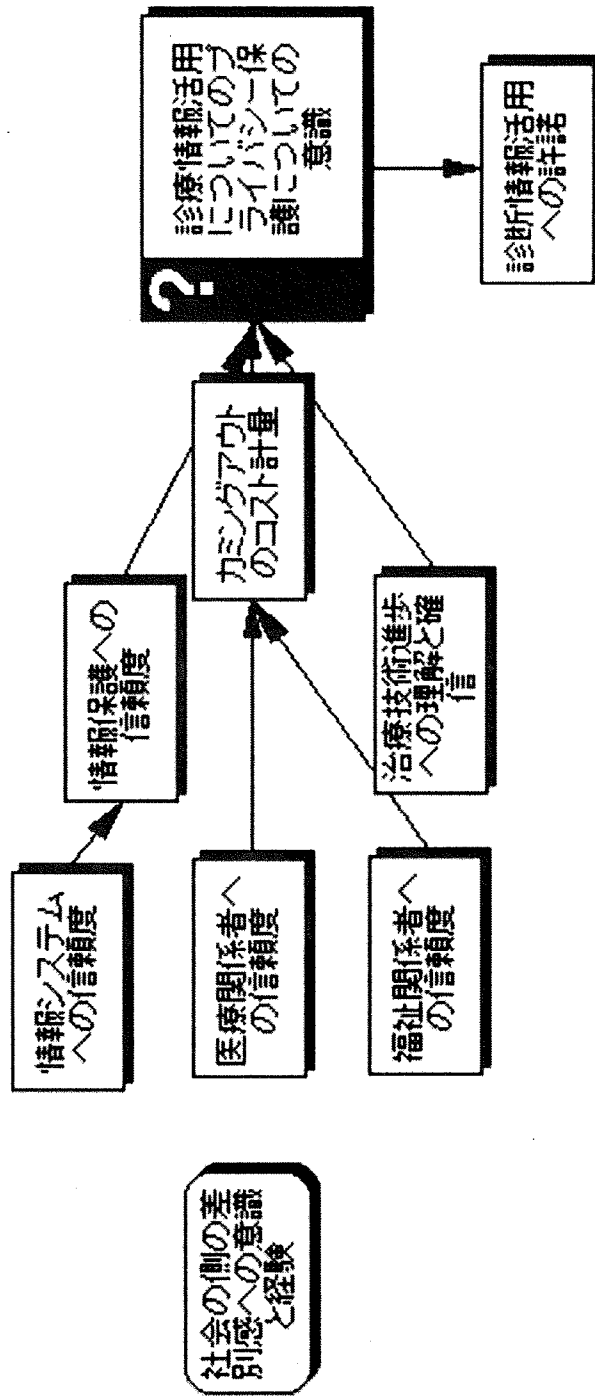 社会の側の差
別感への意識
と経験
情報システム
への信頼度
医療関係者へ
の信頼度
福祉関係者へ
の信頼度
情報保護への
信頼度
カミングアウト
のコスト計量
治療技術進歩
への理解と確
信
?
診療情報活用
についてのプ
ライバシー保
護についての
意識
診断情報活用
への許諾